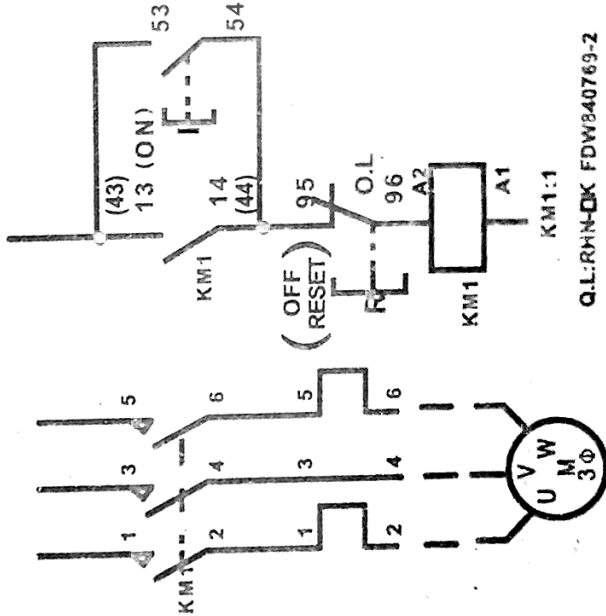 53
54
(43)
13 (ON)
I
14
(44)
KM1
95
O.L
96
(OFF
RESET)
R
A2
A1
KM1
KM1:1
1
3
5
KM1
2
4
6
1
3
5
2
4
6
U V W
M
3Φ
O.L:RHN-DK FDW840769-2